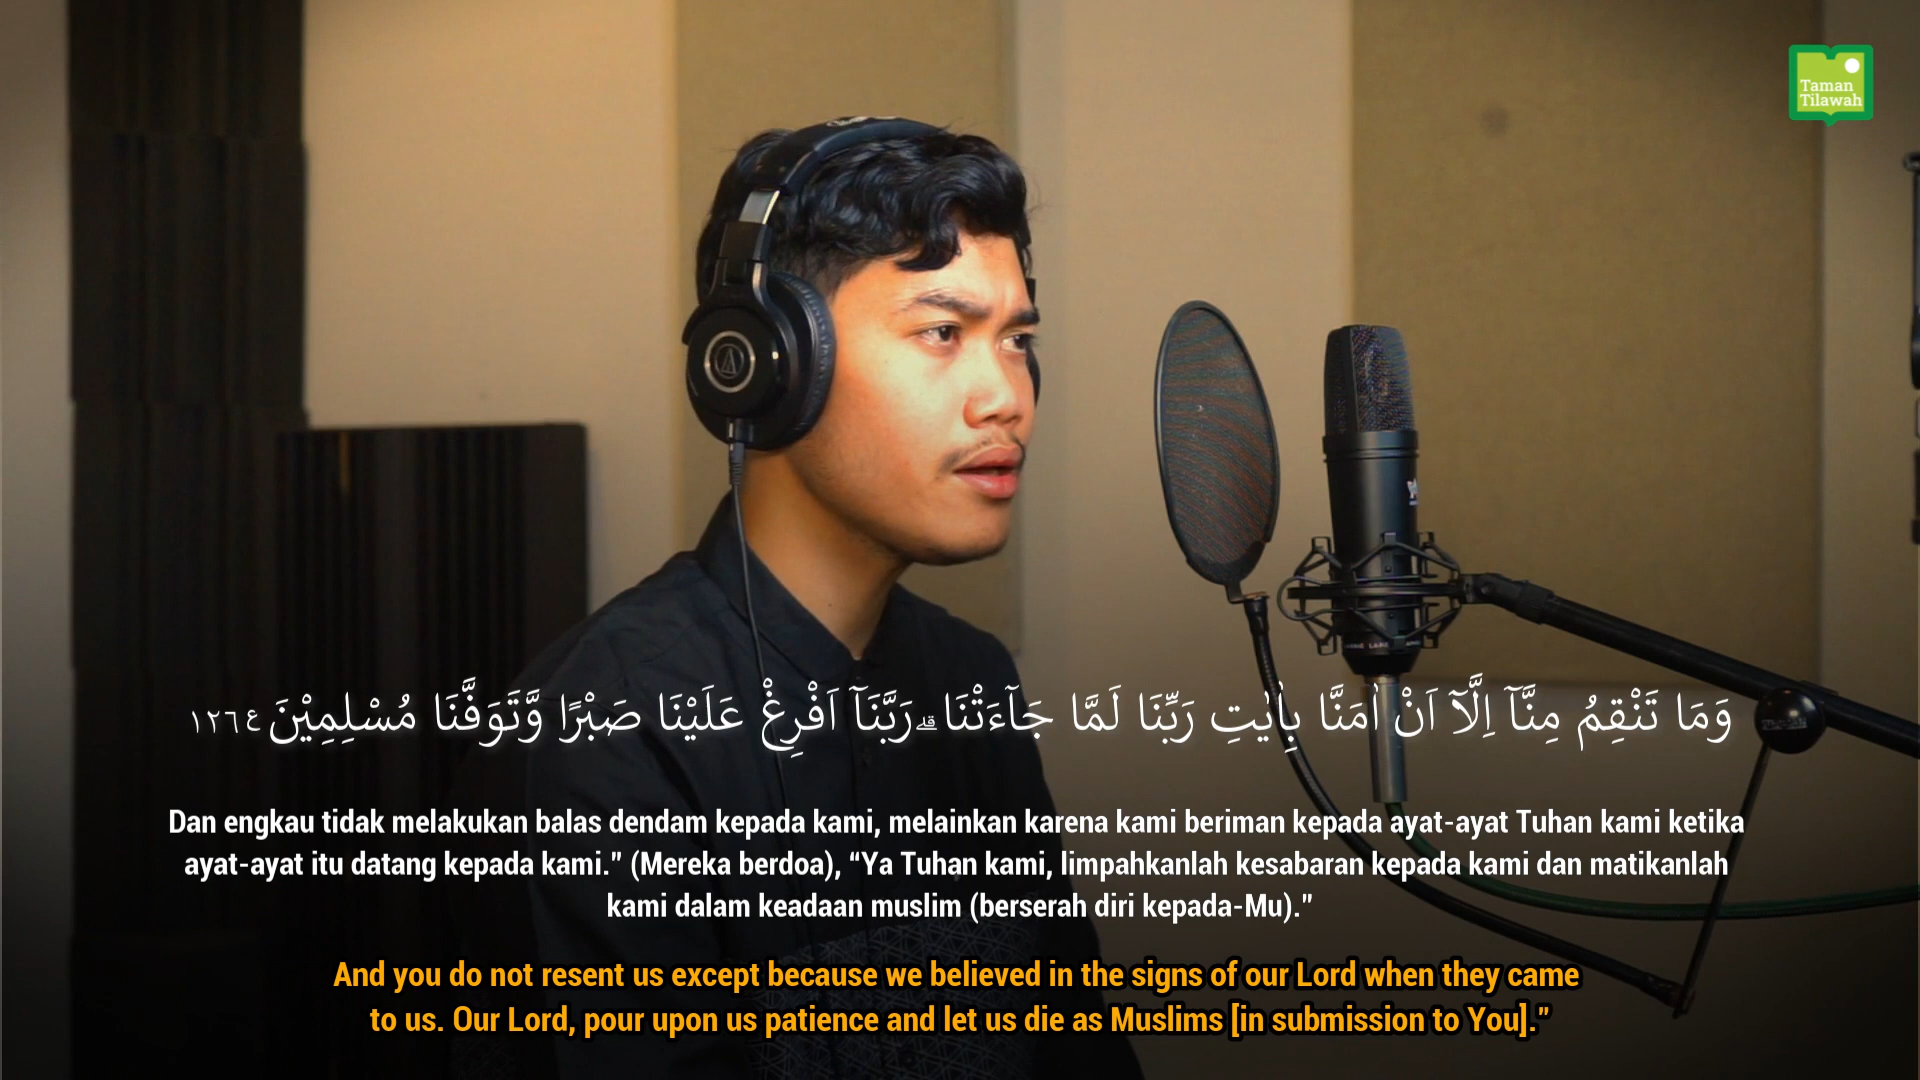 Taman
Tilawah
وَمَا تَنْقِمُ مِنَّآ اِلَّآ اَنْ اٰمَنَّا بِاٰيٰتِ رَبِّنَا لَمَّا جَاۤءَتْنَا ۗرَبَّنَآ اَفْرِغْ عَلَيْنَا صَبْرًا وَّتَوَفَّنَا مُسْلِمِيْنَ ١٢٦٤
Dan engkau tidak melakukan balas dendam kepada kami, melainkan karena kami beriman kepada ayat-ayat Tuhan kami ketika
ayat-ayat itu datang kepada kami.” (Mereka berdoa), “Ya Tuhan kami, limpahkanlah kesabaran kepada kami dan matikanlah
kami dalam keadaan muslim (berserah diri kepada-Mu).”
And you do not resent us except because we believed in the signs of our Lord when they came
to us. Our Lord, pour upon us patience and let us die as Muslims [in submission to You].”